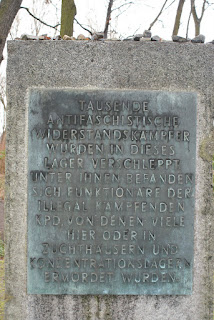 TAUSENDE
ANTIFASCHISTISCHE
WIDERSTANDSKÄMPFER
WURDEN IN DIESES
LAGER VERSCHLEPPT
UNTER IHNEN BEFANDEN
SICH FUNKTIONÄRE DER
ILLEGAL KÄMPFENDEN
KPD VON DENEN VIELE
HIER ODER IN
ZUCHTHÄUSERN UND
KONZENTRATIONSLAGERN
ERMORDET WURDEN